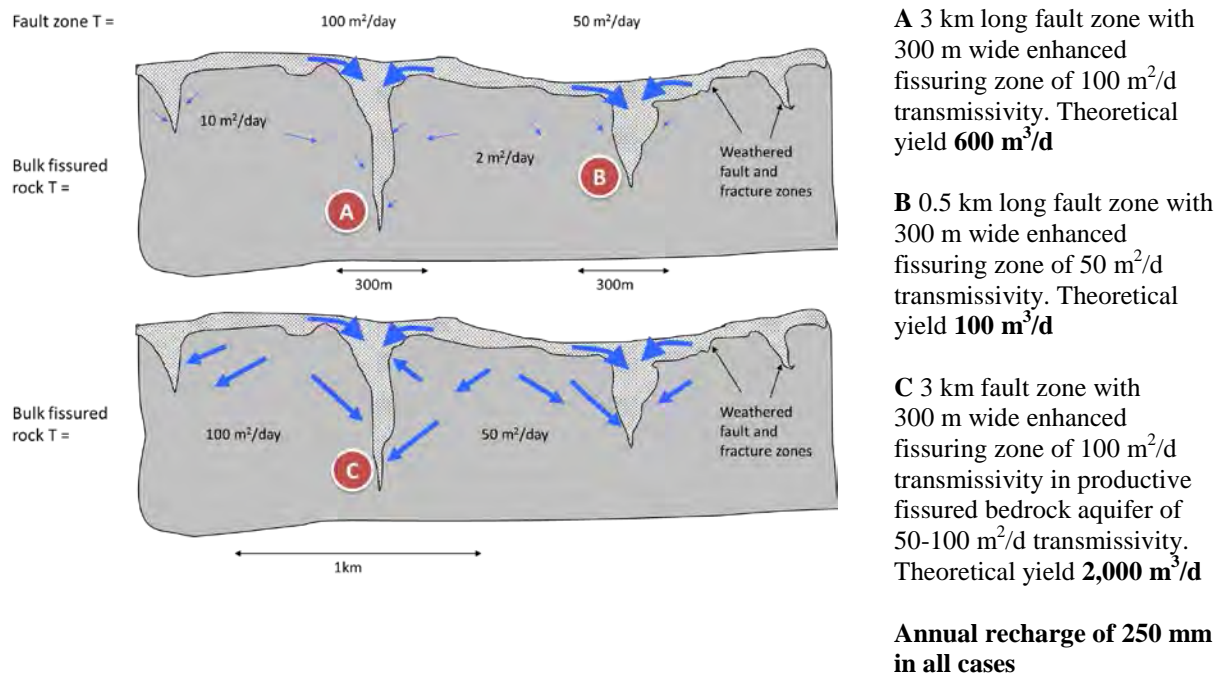 Fault zone T =
100 m²/day
50 m²/day
10 m²/day
2 m²/day
Bulk fissured
rock T =
Weathered
fault and
fracture zones
A
B
300m
300m
Bulk fissured
rock T =
100 m²/day
50 m²/day
Weathered
fault and
fracture zones
C
1km
A 3 km long fault zone with
300 m wide enhanced
fissuring zone of 100 m²/d
transmissivity. Theoretical
yield 600 m³/d
B 0.5 km long fault zone with
300 m wide enhanced
fissuring zone of 50 m²/d
transmissivity. Theoretical
yield 100 m³/d
C 3 km fault zone with
300 m wide enhanced
fissuring zone of 100 m²/d
transmissivity in productive
fissured bedrock aquifer of
50-100 m²/d transmissivity.
Theoretical yield 2,000 m³/d
Annual recharge of 250 mm
in all cases